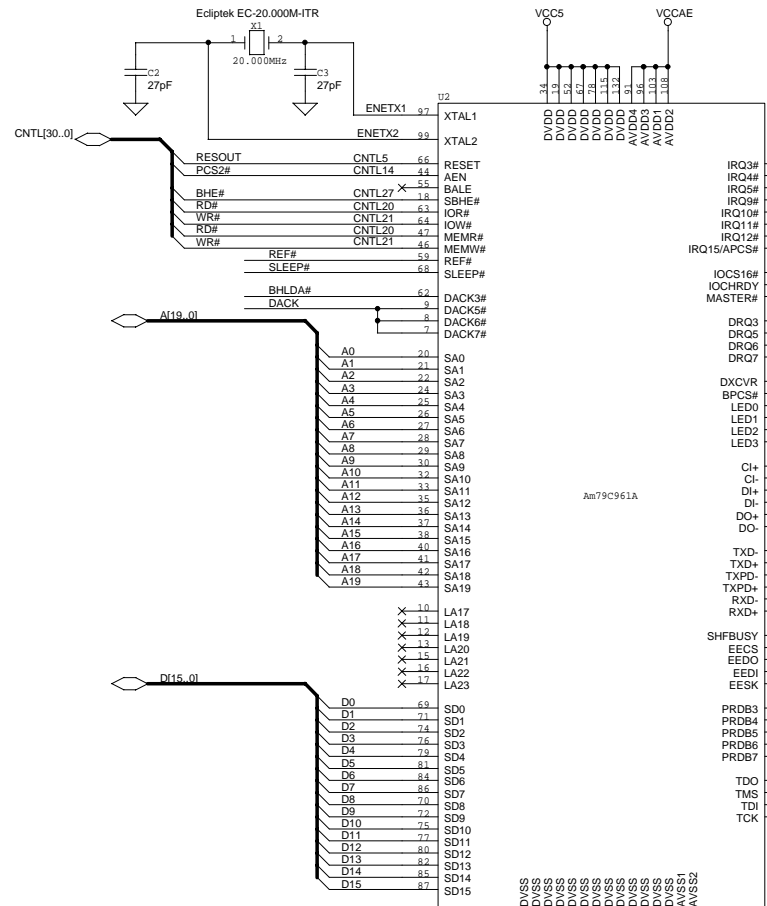 Ecliptek EC-20.000M-ITR
X1
1 2
20.000MHz
C2
27pF
C3
27pF
VCC5
VCCAE
U2
34 19 52 67 78 115 132 91 96 103 108
DVDD DVDD DVDD DVDD DVDD DVDD DVDD AVDD4 AVDD3 AVDD1 AVDD2
ENETX1 97 XTAL1
CNTL[30..0]
ENETX2 99 XTAL2
RESOUT CNTL5 66 RESET IRQ3#
PCS2# CNTL14 44 AEN IRQ4#
55 BALE IRQ5#
BHE# CNTL27 18 SBHE# IRQ9#
RD# CNTL20 63 IOR# IRQ10#
WR# CNTL21 64 IOW# IRQ11#
RD# CNTL20 47 MEMR# IRQ12#
WR# CNTL21 46 MEMW# IRQ15/APCS#
REF# 59 REF#
SLEEP# 68 SLEEP# IOCS16#
IOCHRDY
BHLDA# 62 DACK3# MASTER#
DACK 9 DACK5#
A[19..0] 8 DACK6# DRQ3
7 DACK7# DRQ5
DRQ6
A0 20 SA0 DRQ7
A1 21 SA1
A2 22 SA2 DXCVR
A3 24 SA3 BPCS#
A4 25 SA4 LED0
A5 26 SA5 LED1
A6 27 SA6 LED2
A7 28 SA7 LED3
A8 29 SA8
A9 30 SA9 CI+
A10 32 SA10 CI-
A11 33 SA11 DI+
A12 35 SA12 DI-
Am79C961A
A13 36 SA13 DO+
A14 37 SA14 DO-
A15 38 SA15
A16 40 SA16 TXD-
A17 41 SA17 TXD+
A18 42 SA18 TXPD-
A19 43 SA19 TXPD+
RXD-
10 LA17 RXD+
11 LA18
12 LA19 SHFBUSY
13 LA20 EECS
15 LA21 EEDO
16 LA22 EEDI
17 LA23 EESK
D[15..0]
D0 69 SD0 PRDB3
D1 71 SD1 PRDB4
D2 74 SD2 PRDB5
D3 76 SD3 PRDB6
D4 79 SD4 PRDB7
D5 81 SD5
D6 84 SD6 TDO
D7 86 SD7 TMS
D8 70 SD8 TDI
D9 72 SD9 TCK
D10 75 SD10
D11 77 SD11
D12 80 SD12
D13 82 SD13
D14 85 SD14
D15 87 SD15
DVSS DVSS DVSS DVSS DVSS DVSS DVSS DVSS DVSS DVSS DVSS DVSS DVSS AVSS1 AVSS2